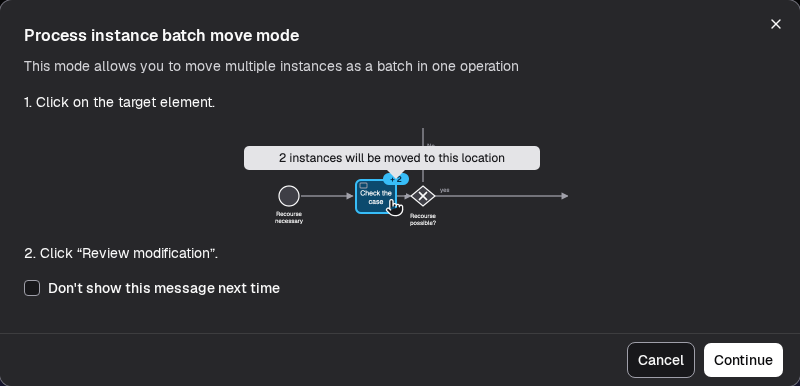 Process instance batch move mode
This mode allows you to move multiple instances as a batch in one operation
1. Click on the target element.
2 instances will be moved to this location
+ 2
Check the
case
yes
Recourse
necessary
Recourse
possible?
2. Click “Review modification”.
Don't show this message next time
Cancel
Continue